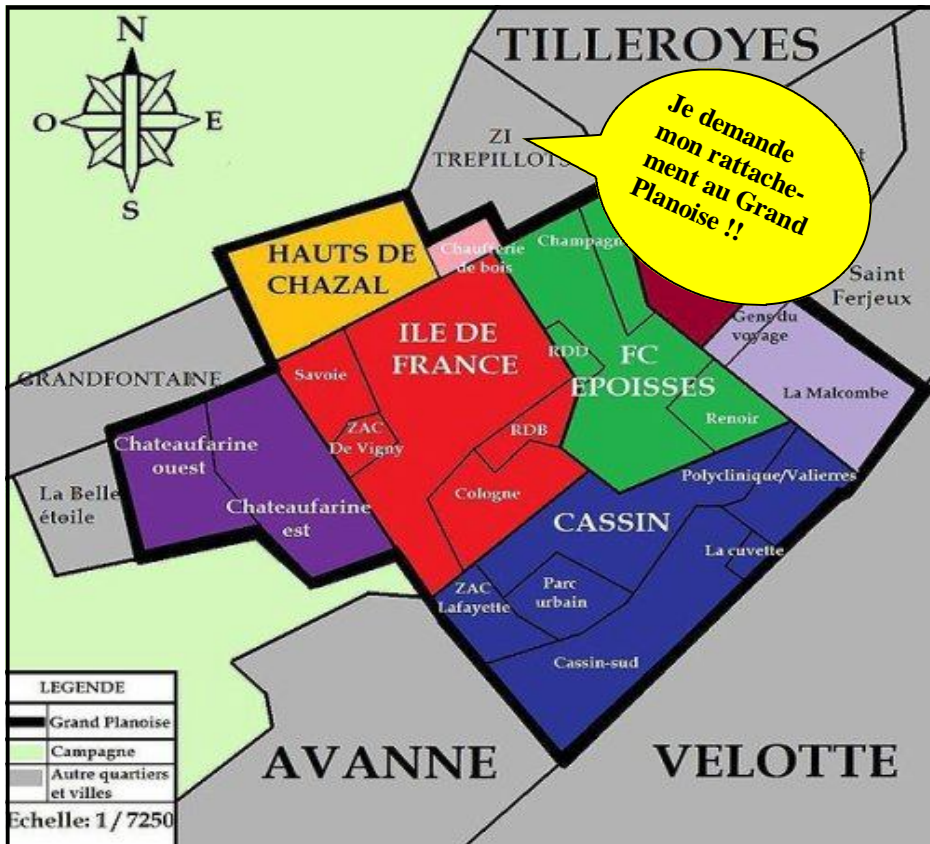 N
O
E
S
TILLEROYES
ZI
TREPILLOTS
Je demande
mon rattache-
ment au Grand
Planoise !!
HAUTS DE
CHAZAL
Chaufferie
de bois
Champagne
Saint
Ferjeux
Gens du
voyage
ILE DE
FRANCE
RDD
FC
EPOISSES
La Malcombe
GRANDFONTAINE
Savoie
ZAC
De Vigny
RDB
Renoir
Chateaufarine
ouest
Polyclinique/Valierres
La Belle
étoile
Chateaufarine
est
Cologne
CASSIN
La cuvette
ZAC
Lafayette
Parc
urbain
Cassin-sud
LEGENDE
Grand Planoise
Campagne
Autre quartiers
et villes
Echelle: 1 / 7250
AVANNE
VELOTTE